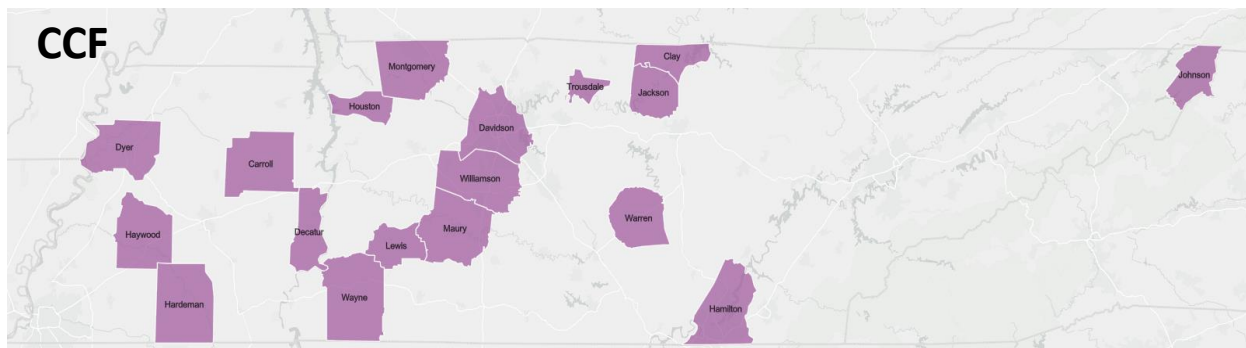 CCF
Montgomery
Clay
Johnson
Trousdale
Jackson
Houston
Davidson
Dyer
Carroll
Williamson
Warren
Haywood
Decatur
Maury
Lewis
Wayne
Hardeman
Hamilton